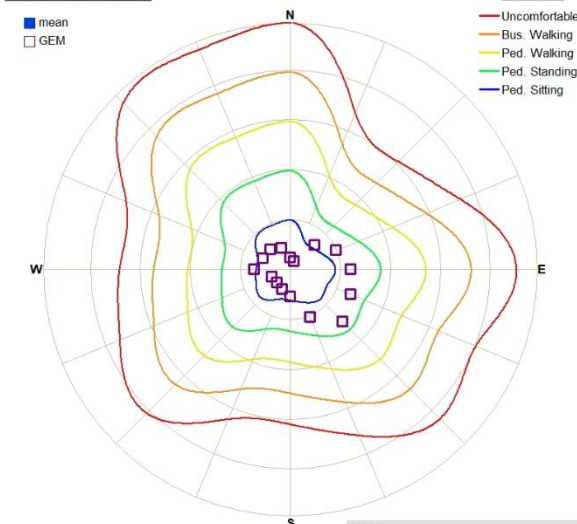 N
mean
GEM
Uncomfortable
Bus. Walking
Ped. Walking
Ped. Standing
Ped. Sitting
W
E
S